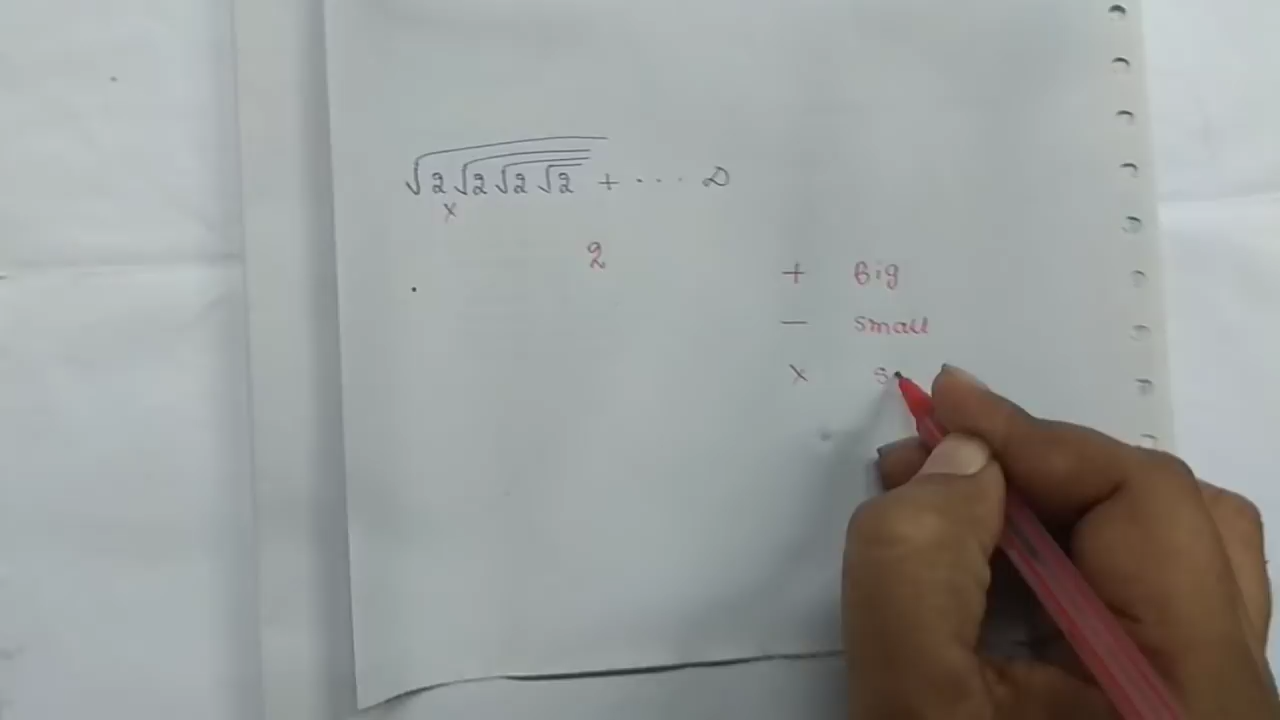 √2√2√2√2 + ... ∞
x
2
+ Big
- small
x s